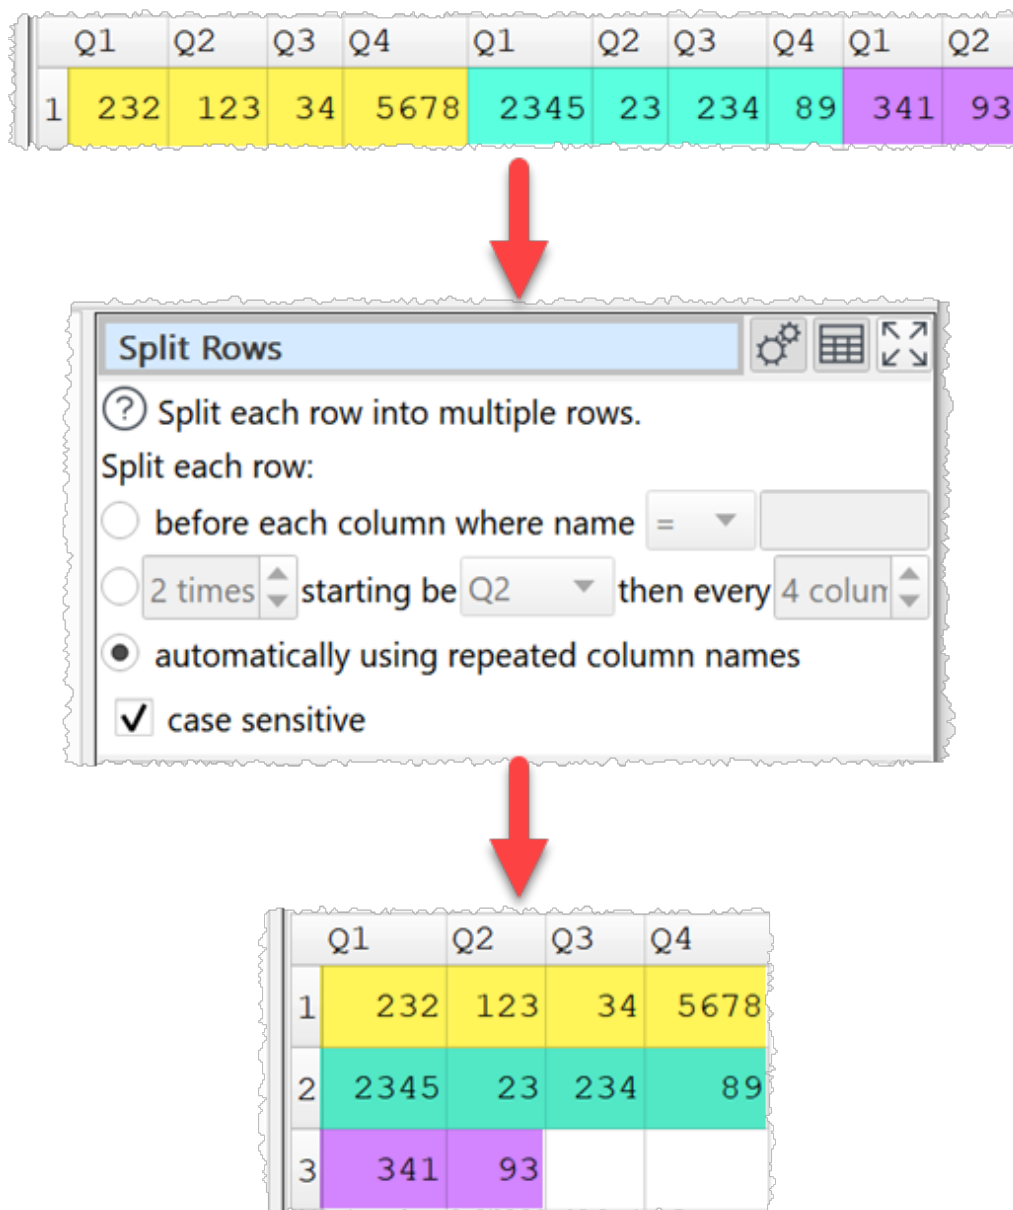 Q1 Q2 Q3 Q4 Q1 Q2 Q3 Q4 Q1 Q2
1 232 123 34 5678 2345 23 234 89 341 93
Split Rows
? Split each row into multiple rows.
Split each row:
before each column where name =
2 times starting be Q2 then every 4 colum
automatically using repeated column names
case sensitive
Q1 Q2 Q3 Q4
1 232 123 34 5678
2 2345 23 234 89
3 341 93